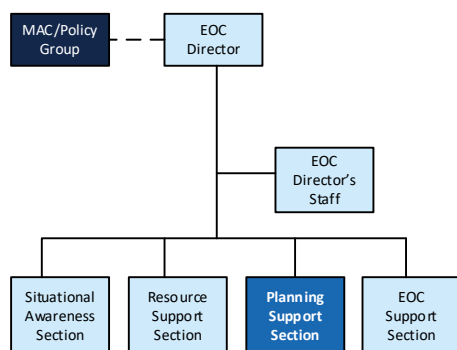 MAC/Policy
Group
EOC
Director
EOC
Director's
Staff
Situational
Awareness
Section
Resource
Support
Section
Planning
Support
Section
EOC
Support
Section